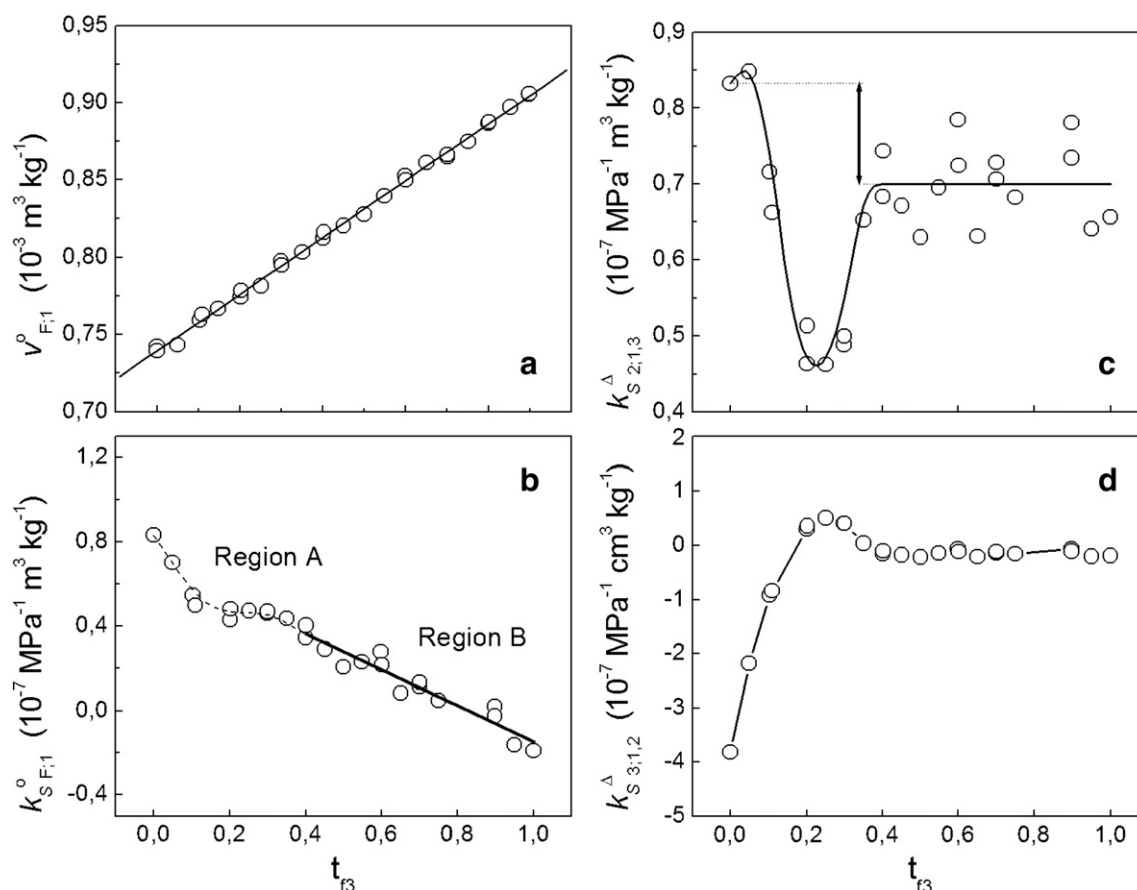 0,95
0,90
0,85
0,80
0,75
0,70
v°F;1 (10⁻³ m³ kg⁻¹)
a
1,2
0,8
0,4
0,0
-0,4
k°S F;1 (10⁻⁷ MPa⁻¹ m³ kg⁻¹)
b
Region A
Region B
0,0 0,2 0,4 0,6 0,8 1,0
tf3
0,9
0,8
0,7
0,6
0,5
0,4
kΔS 2;1,3 (10⁻⁷ MPa⁻¹ m³ kg⁻¹)
c
2
1
0
-1
-2
-3
-4
-5
kΔS 3;1,2 (10⁻⁷ MPa⁻¹ cm³ kg⁻¹)
d
0,0 0,2 0,4 0,6 0,8 1,0
tf3